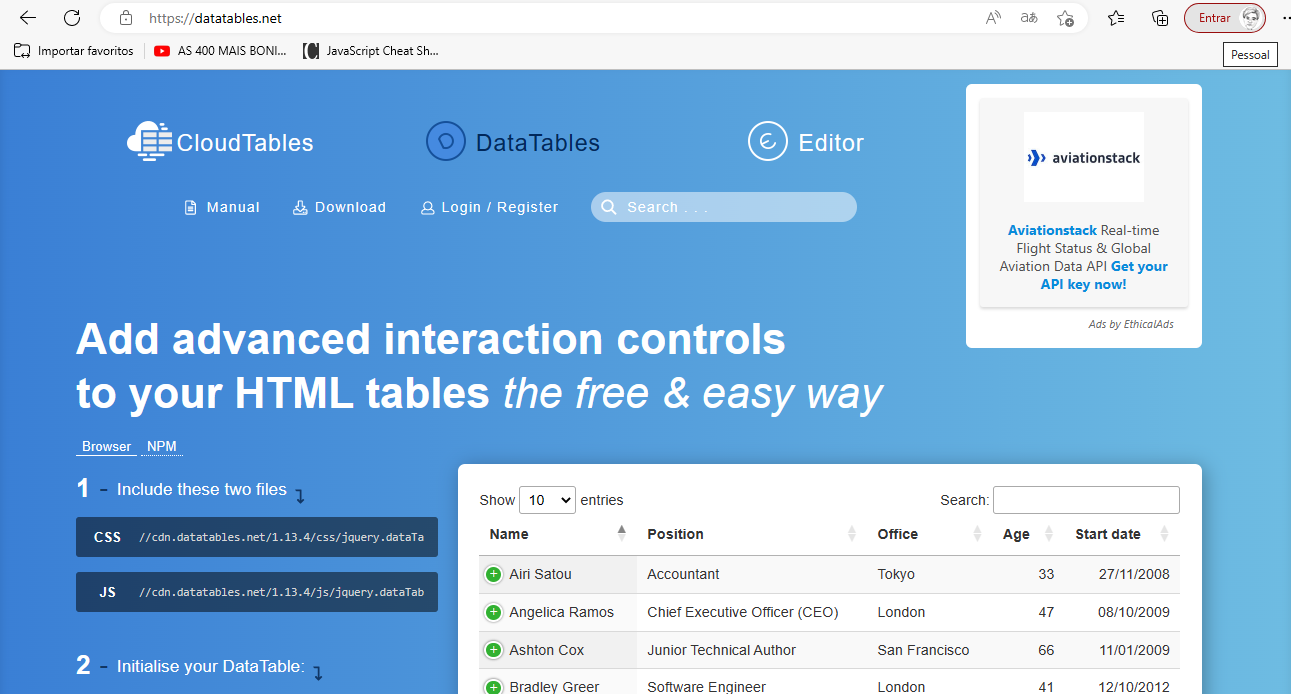 https://datatables.net
Entrar
Importar favoritos
AS 400 MAIS BONI...
JavaScript Cheat Sh...
Pessoal
CloudTables
DataTables
Editor
Manual
Download
Login / Register
Search . . .
aviationstack
Aviationstack Real-time
Flight Status & Global
Aviation Data API Get your
API key now!
Ads by EthicalAds
Add advanced interaction controls
to your HTML tables the free & easy way
Browser NPM
1 - Include these two files
CSS //cdn.datatables.net/1.13.4/css/jquery.dataTa
JS //cdn.datatables.net/1.13.4/js/jquery.dataTab
2 - Initialise your DataTable:
Show 10 entries
Search:
Name Position Office Age Start date
Airi Satou Accountant Tokyo 33 27/11/2008
Angelica Ramos Chief Executive Officer (CEO) London 47 08/10/2009
Ashton Cox Junior Technical Author San Francisco 66 11/01/2009
Bradley Greer Software Engineer London 41 12/10/2012